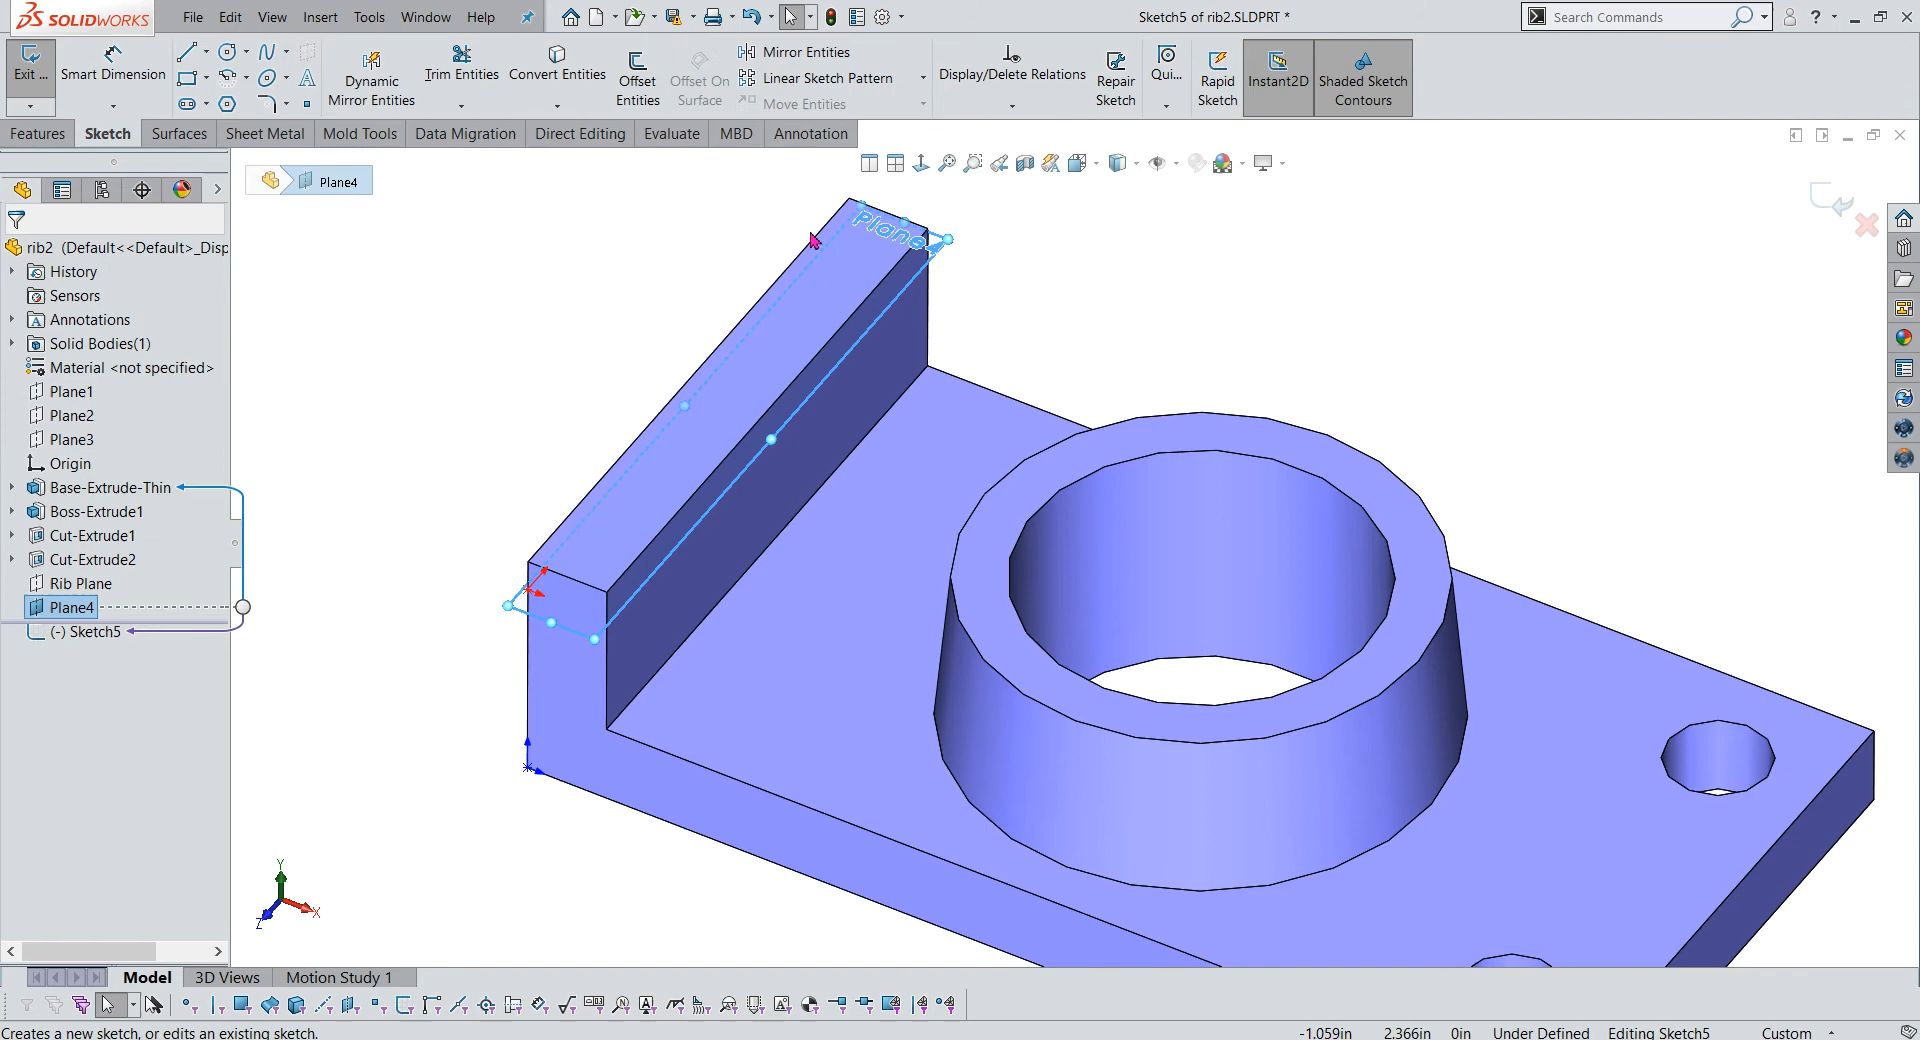 SOLIDWORKS
File Edit View Insert Tools Window Help
Sketch5 of rib2.SLDPRT *
Search Commands
Exit ...
Smart Dimension
Dynamic
Mirror Entities
Trim Entities
Convert Entities
Offset
Entities
Offset On
Surface
Mirror Entities
Linear Sketch Pattern
Move Entities
Display/Delete Relations
Repair
Sketch
Qui...
Rapid
Sketch
Instant2D
Shaded Sketch
Contours
Features Sketch Surfaces Sheet Metal Mold Tools Data Migration Direct Editing Evaluate MBD Annotation
Plane4
rib2 (Default<<Default>_Disp
History
Sensors
Annotations
Solid Bodies(1)
Material <not specified>
Plane1
Plane2
Plane3
Origin
Base-Extrude-Thin
Boss-Extrude1
Cut-Extrude1
Cut-Extrude2
Rib Plane
Plane4
(-) Sketch5
Plane4
Y
X
Z
Model 3D Views Motion Study 1
Creates a new sketch, or edits an existing sketch.
-1.059in 2.366in 0in Under Defined Editing Sketch5 Custom